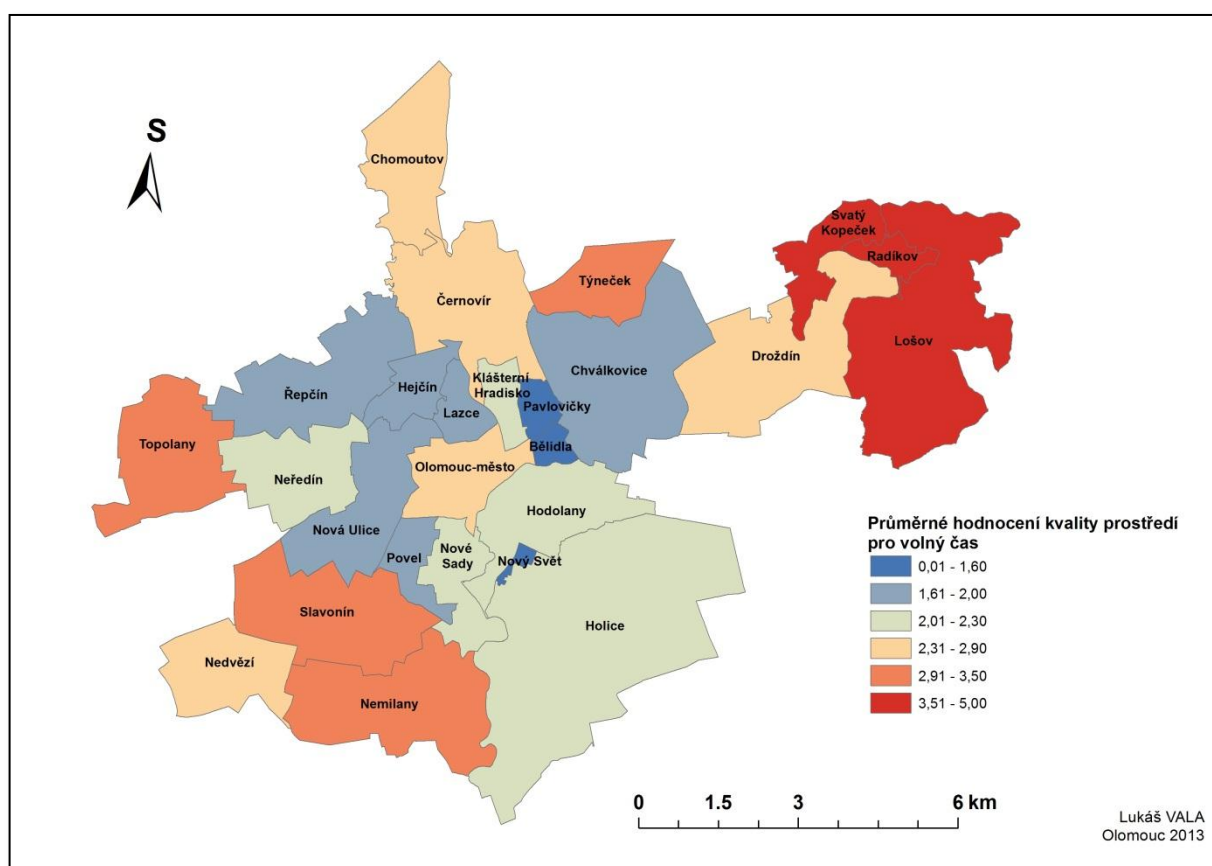 S
Chomoutov
Svatý
Kopeček
Radíkov
Týneček
Černovír
Lošov
Droždín
Klášterní
Hradisko
Chválkovice
Hejčín
Řepčín
Pavlovičky
Lazce
Topolany
Bělidla
Olomouc-město
Neředín
Hodolany
Nová Ulice
Povel
Nové
Sady
Nový Svět
Slavonín
Holice
Nedvězí
Nemilany
Průměrné hodnocení kvality prostředí
pro volný čas
0,01 - 1,60
1,61 - 2,00
2,01 - 2,30
2,31 - 2,90
2,91 - 3,50
3,51 - 5,00
0 1.5 3 6 km
Lukáš VALA
Olomouc 2013